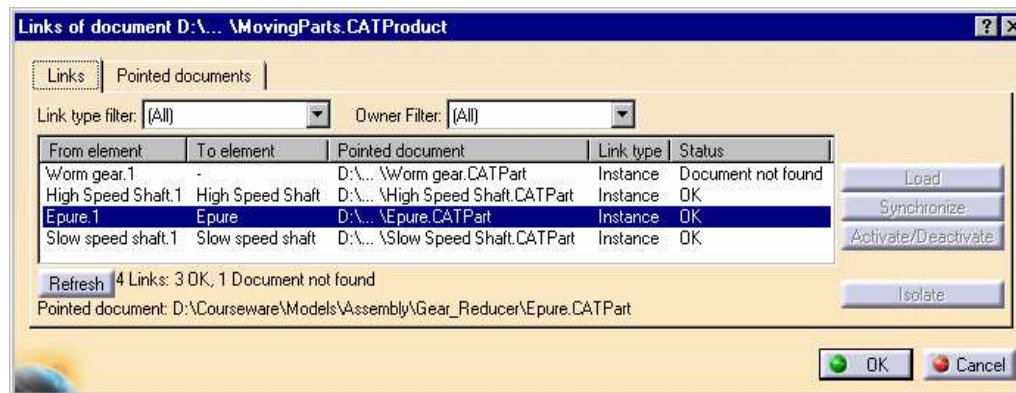 Links of document D:\... \MovingParts.CATProduct ? X
Links Pointed documents
Link type filter: (All) Owner Filter: (All)
From element To element Pointed document Link type Status
Worm gear.1 - D:\... \Worm gear.CATPart Instance Document not found
High Speed Shaft.1 High Speed Shaft D:\... \High Speed Shaft.CATPart Instance OK
Epure.1 Epure D:\... \Epure.CATPart Instance OK
Slow speed shaft.1 Slow speed shaft D:\... \Slow Speed Shaft.CATPart Instance OK
Load
Synchronize
Activate/Deactivate
Isolate
Refresh 4 Links: 3 OK, 1 Document not found
Pointed document: D:\Courseware\Models\Assembly\Gear_Reducer\Epure.CATPart
OK Cancel